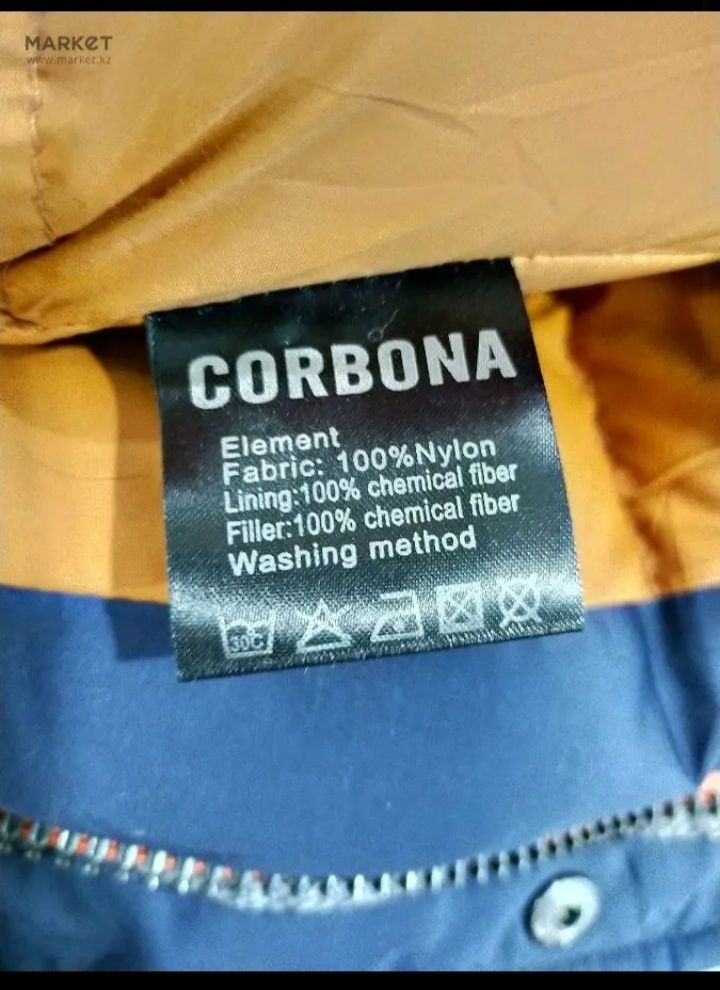 MARKET
www.market.kz
CORBONA
Element
Fabric: 100%Nylon
Lining:100% chemical fiber
Filler:100% chemical fiber
Washing method
30C